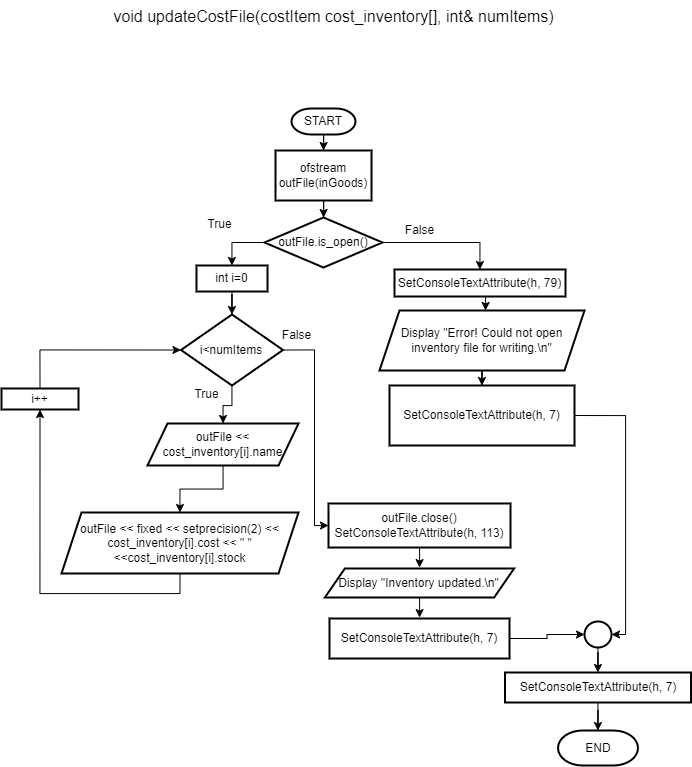 void updateCostFile(costItem cost_inventory[], int& numItems)
START
ofstream
outFile(inGoods)
True
outFile.is_open()
False
int i=0
SetConsoleTextAttribute(h, 79)
Display "Error! Could not open
inventory file for writing.\n"
SetConsoleTextAttribute(h, 7)
i<numItems
False
True
i++
outFile <<
cost_inventory[i].name
outFile << fixed << setprecision(2) <<
cost_inventory[i].cost << " "
<<cost_inventory[i].stock
outFile.close()
SetConsoleTextAttribute(h, 113)
Display "Inventory updated.\n"
SetConsoleTextAttribute(h, 7)
SetConsoleTextAttribute(h, 7)
END